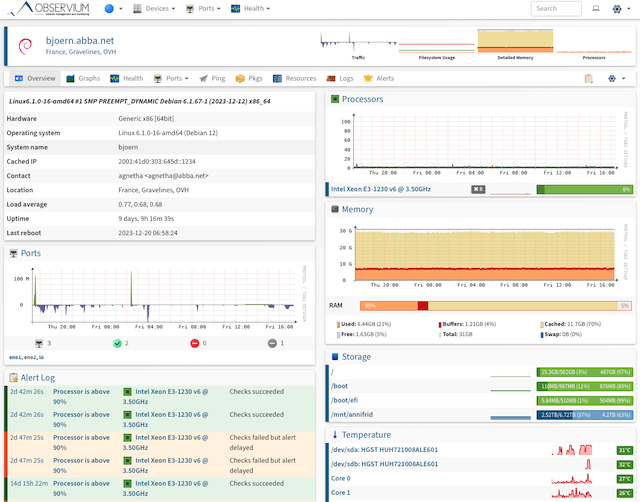 OBSERVIUM
Devices
Ports
Health
Search
bjoern.abba.net
France, Gravelines, OVH
Traffic
Filesystem Usage
Detailed Memory
Processors
Overview
Graphs
Health
Ports
Ping
Pkgs
Resources
Logs
Alerts
Linux6.1.0-16-amd64 #1 SMP PREEMPT_DYNAMIC Debian 6.1.67-1 (2023-12-12) x86_64
Hardware Generic x86 [64bit]
Operating system Linux 6.1.0-16-amd64 (Debian 12)
System name bjoern
Cached IP 2001:41d0:303:645d::1234
Contact agnetha <agnetha@abba.net>
Location France, Gravelines, OVH
Load average 0.77, 0.68, 0.68
Uptime 9 days, 9h 16m 39s
Last reboot 2023-12-20 06:58:24
Ports
100 M
0
Thu 20:00 Fri 00:00 Fri 04:00 Fri 08:00 Fri 12:00 Fri 16:00
3 2 0 1
eno1, eno2, lo
Alert Log
2d 42m 26s Processor is above 90% Intel Xeon E3-1230 v6 @ 3.50GHz Checks succeeded
2d 42m 26s Processor is above 90% Intel Xeon E3-1230 v6 @ 3.50GHz Checks succeeded
2d 47m 25s Processor is above 90% Intel Xeon E3-1230 v6 @ 3.50GHz Checks failed but alert delayed
2d 47m 25s Processor is above 90% Intel Xeon E3-1230 v6 @ 3.50GHz Checks failed but alert delayed
14d 15h 22m Processor is above Intel Xeon E3-1230 v6 @ 3.50GHz Checks succeeded
Processors
100
80
60
40
20
0
Thu 20:00 Fri 00:00 Fri 04:00 Fri 08:00 Fri 12:00 Fri 16:00
Intel Xeon E3-1230 v6 @ 3.50GHz x 8 8%
Memory
30 G
20 G
10 G
0
Thu 20:00 Fri 00:00 Fri 04:00 Fri 08:00 Fri 12:00 Fri 16:00
RAM 95% 5%
Used: 6.44GB (21%) Buffers: 1.21GB (4%) Cached: 21.7GB (70%)
Free: 1.63GB (5%) Total: 31GB Swap: 0B (0%)
Storage
/ 15.3GB/502GB (3%) 487GB (97%)
/boot 110MB/987MB (11%) 876MB (89%)
/boot/efi 5.84MB/510MB (1%) 504MB (99%)
/mnt/annifrid 2.52TB/6.72TB (37%) 4.2TB (63%)
Temperature
/dev/sda: HGST HUH721008ALE601 31°C
/dev/sdb: HGST HUH721008ALE601 32°C
Core 0 27°C
Core 1 26°C